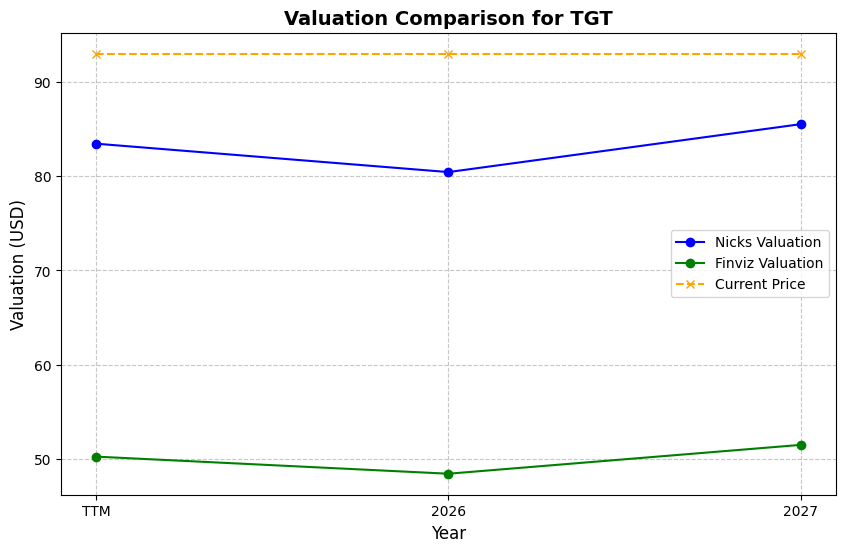 Valuation Comparison for TGT
Valuation (USD)
90
80
70
60
50
Nicks Valuation
Finviz Valuation
Current Price
TTM
2026
2027
Year